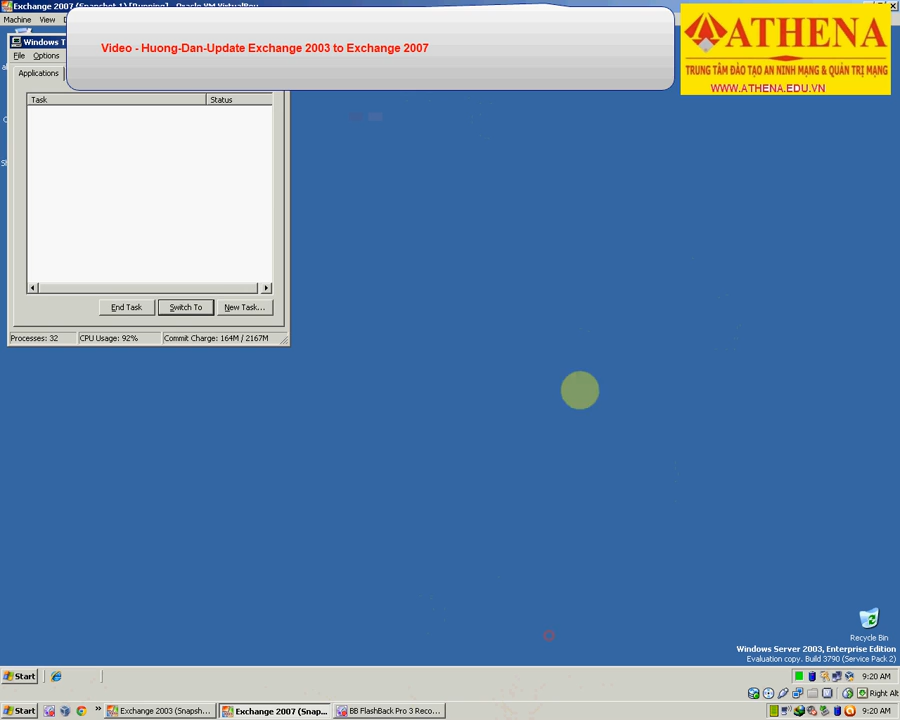 Exchange 2007 (Snapshot 1) [Running] - Oracle VM VirtualBox
Machine View
Video - Huong-Dan-Update Exchange 2003 to Exchange 2007
ATHENA
TRUNG TÂM ĐÀO TẠO AN NINH MẠNG & QUẢN TRỊ MẠNG
WWW.ATHENA.EDU.VN
Windows T
File Options
Applications
Task Status
End Task Switch To New Task...
Processes: 32 CPU Usage: 92% Commit Charge: 164M / 2167M
Recycle Bin
Windows Server 2003, Enterprise Edition
Evaluation copy. Build 3790 (Service Pack 2)
Start 9:20 AM
Right Alt
Start Exchange 2003 (Snapsh... Exchange 2007 (Snap... BB FlashBack Pro 3 Reco... 9:20 AM